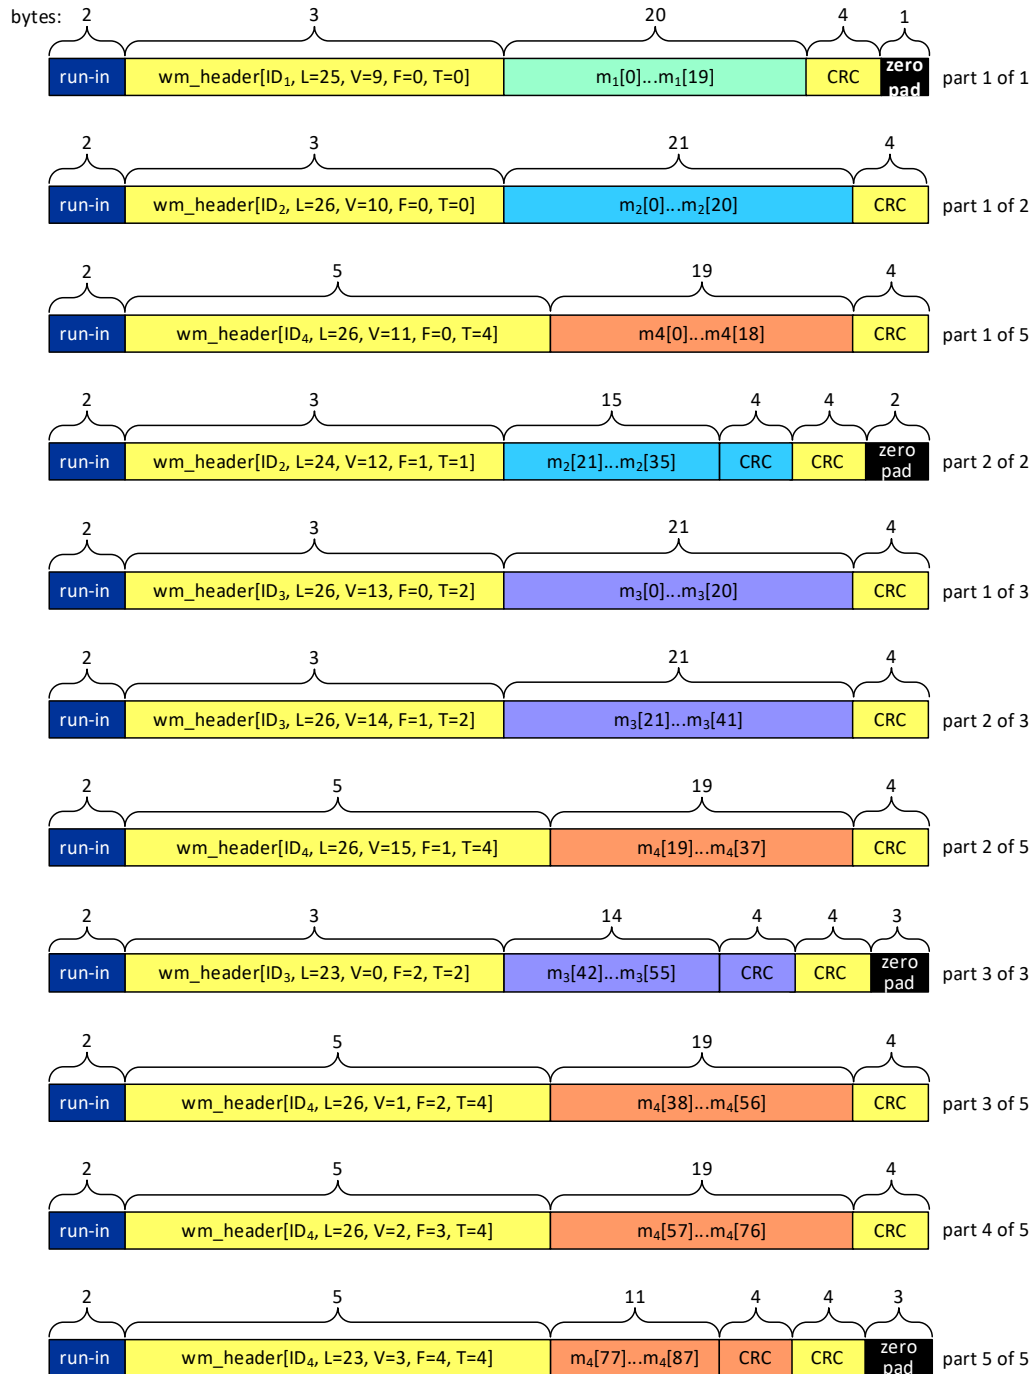 bytes: 2 3 20 4 1
run-in wm_header[ID₁, L=25, V=9, F=0, T=0] m₁[0]...m₁[19] CRC zero pad part 1 of 1
2 3 21 4
run-in wm_header[ID₂, L=26, V=10, F=0, T=0] m₂[0]...m₂[20] CRC part 1 of 2
2 5 19 4
run-in wm_header[ID₄, L=26, V=11, F=0, T=4] m4[0]...m4[18] CRC part 1 of 5
2 3 15 4 4 2
run-in wm_header[ID₂, L=24, V=12, F=1, T=1] m₂[21]...m₂[35] CRC CRC zero pad part 2 of 2
2 3 21 4
run-in wm_header[ID₃, L=26, V=13, F=0, T=2] m₃[0]...m₃[20] CRC part 1 of 3
2 3 21 4
run-in wm_header[ID₃, L=26, V=14, F=1, T=2] m₃[21]...m₃[41] CRC part 2 of 3
2 5 19 4
run-in wm_header[ID₄, L=26, V=15, F=1, T=4] m₄[19]...m₄[37] CRC part 2 of 5
2 3 14 4 4 3
run-in wm_header[ID₃, L=23, V=0, F=2, T=2] m₃[42]...m₃[55] CRC CRC zero pad part 3 of 3
2 5 19 4
run-in wm_header[ID₄, L=26, V=1, F=2, T=4] m₄[38]...m₄[56] CRC part 3 of 5
2 5 19 4
run-in wm_header[ID₄, L=26, V=2, F=3, T=4] m₄[57]...m₄[76] CRC part 4 of 5
2 5 11 4 4 3
run-in wm_header[ID₄, L=23, V=3, F=4, T=4] m₄[77]...m₄[87] CRC CRC zero pad part 5 of 5